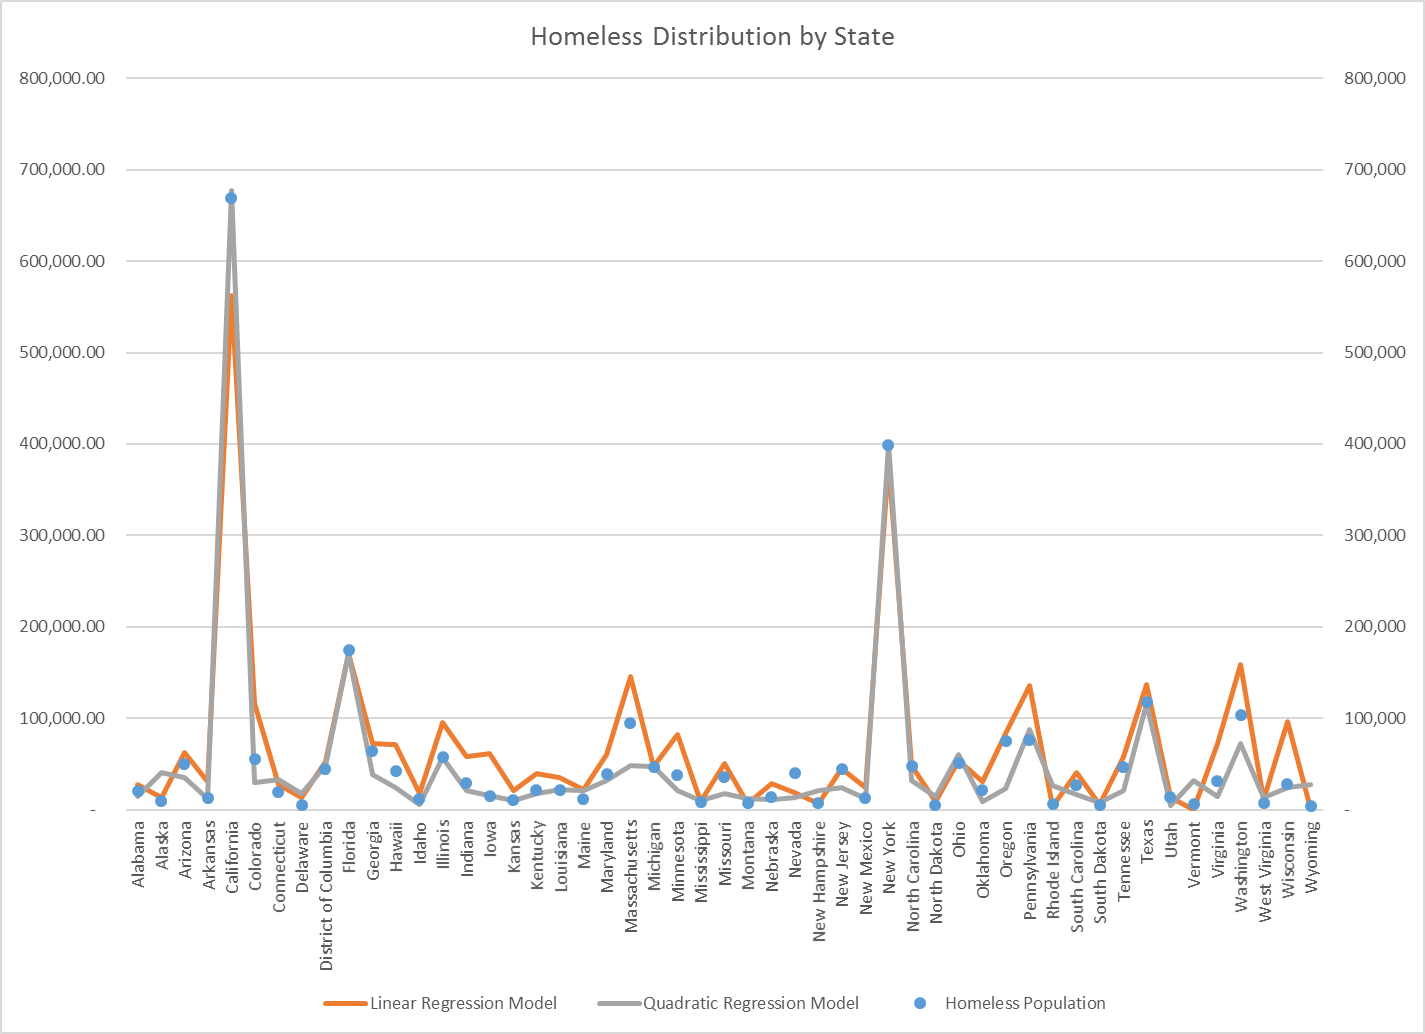 Homeless Distribution by State
800,000.00
700,000.00
600,000.00
500,000.00
400,000.00
300,000.00
200,000.00
100,000.00
-
800,000
700,000
600,000
500,000
400,000
300,000
200,000
100,000
-
Alabama
Alaska
Arizona
Arkansas
California
Colorado
Connecticut
Delaware
District of Columbia
Florida
Georgia
Hawaii
Idaho
Illinois
Indiana
Iowa
Kansas
Kentucky
Louisiana
Maine
Maryland
Massachusetts
Michigan
Minnesota
Mississippi
Missouri
Montana
Nebraska
Nevada
New Hampshire
New Jersey
New Mexico
New York
North Carolina
North Dakota
Ohio
Oklahoma
Oregon
Pennsylvania
Rhode Island
South Carolina
South Dakota
Tennessee
Texas
Utah
Vermont
Virginia
Washington
West Virginia
Wisconsin
Wyoming
Linear Regression Model
Quadratic Regression Model
Homeless Population